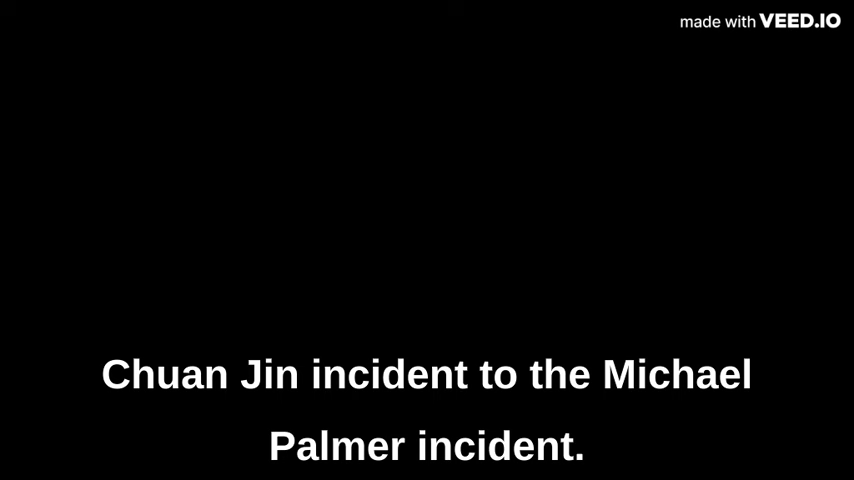 made with VEED.IO
Chuan Jin incident to the Michael
Palmer incident.